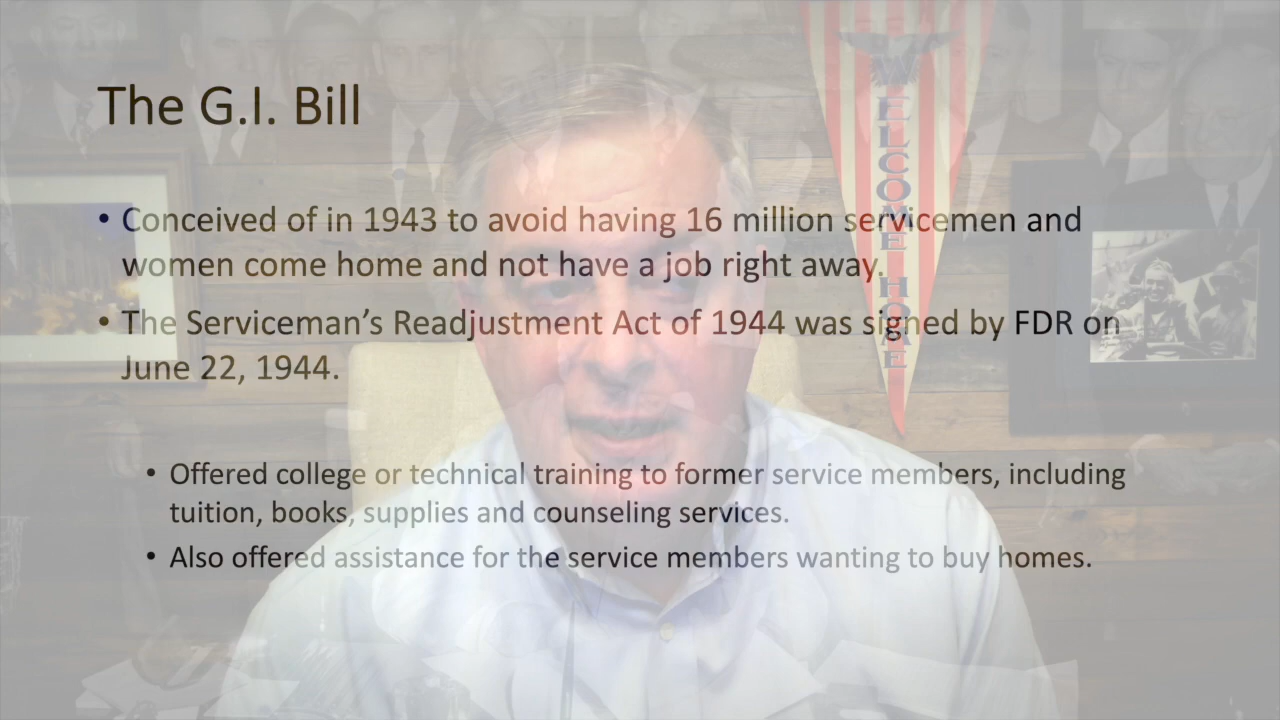 The G.I. Bill
• Conceived of in 1943 to avoid having 16 million servicemen and
women come home and not have a job right away.
• The Serviceman’s Readjustment Act of 1944 was signed by FDR on
June 22, 1944.
• Offered college or technical training to former service members, including
tuition, books, supplies and counseling services.
• Also offered assistance for the service members wanting to buy homes.
WELCOME HOME